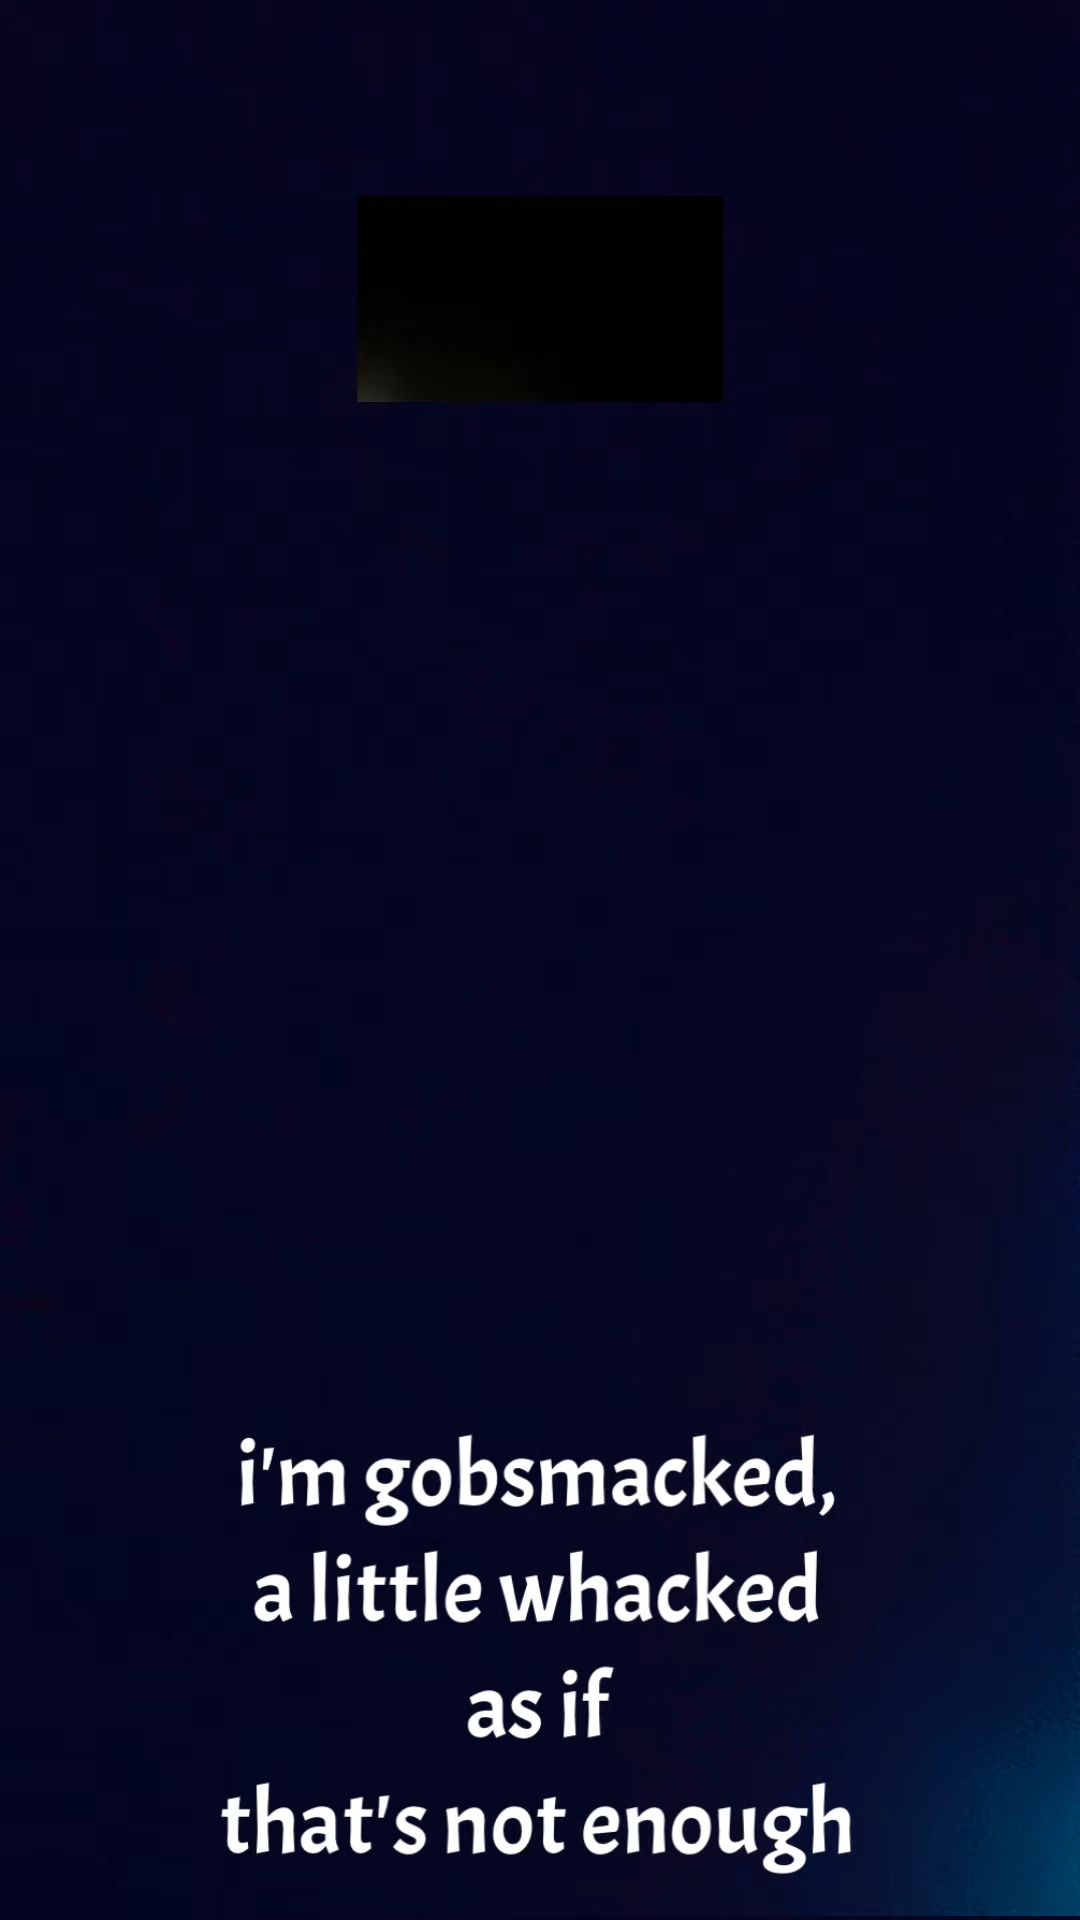 i'm gobsmacked,
a little whacked
as if
that's not enough